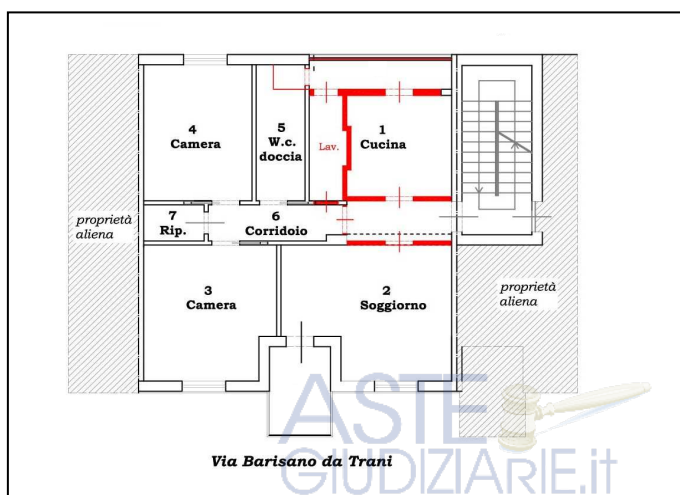 4
Camera
5
W.c.
doccia
Lav.
1
Cucina
proprietà
aliena
7
Rip.
6
Corridoio
3
Camera
2
Soggiorno
proprietà
aliena
Via Barisano da Trani
ASTE
GIUDIZIARIE.it